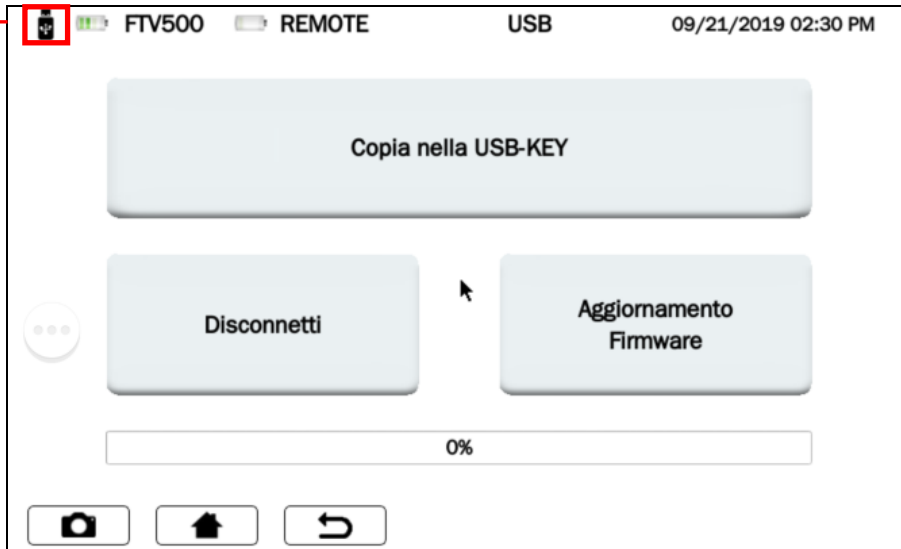 FTV500 REMOTE USB 09/21/2019 02:30 PM
Copia nella USB-KEY
Disconnetti
Aggiornamento
Firmware
0%